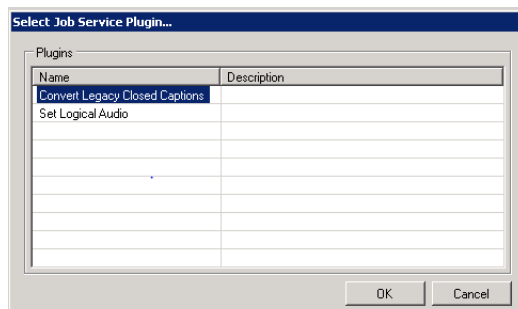 Select Job Service Plugin...
Plugins
Name Description
Convert Legacy Closed Captions
Set Logical Audio
OK Cancel